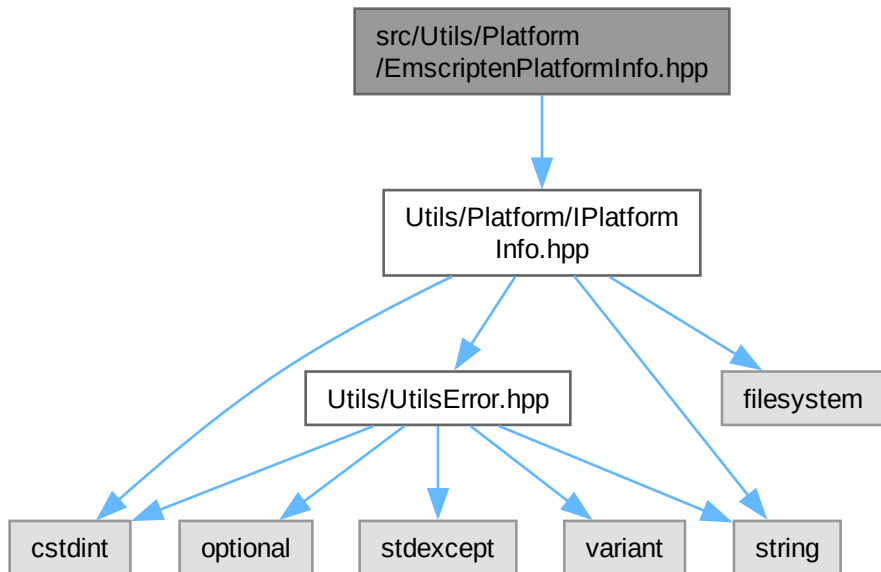 src/Utils/Platform
/EmscriptenPlatformInfo.hpp
Utils/Platform/IPlatform
Info.hpp
Utils/UtilsError.hpp
filesystem
cstdint
optional
stdexcept
variant
string